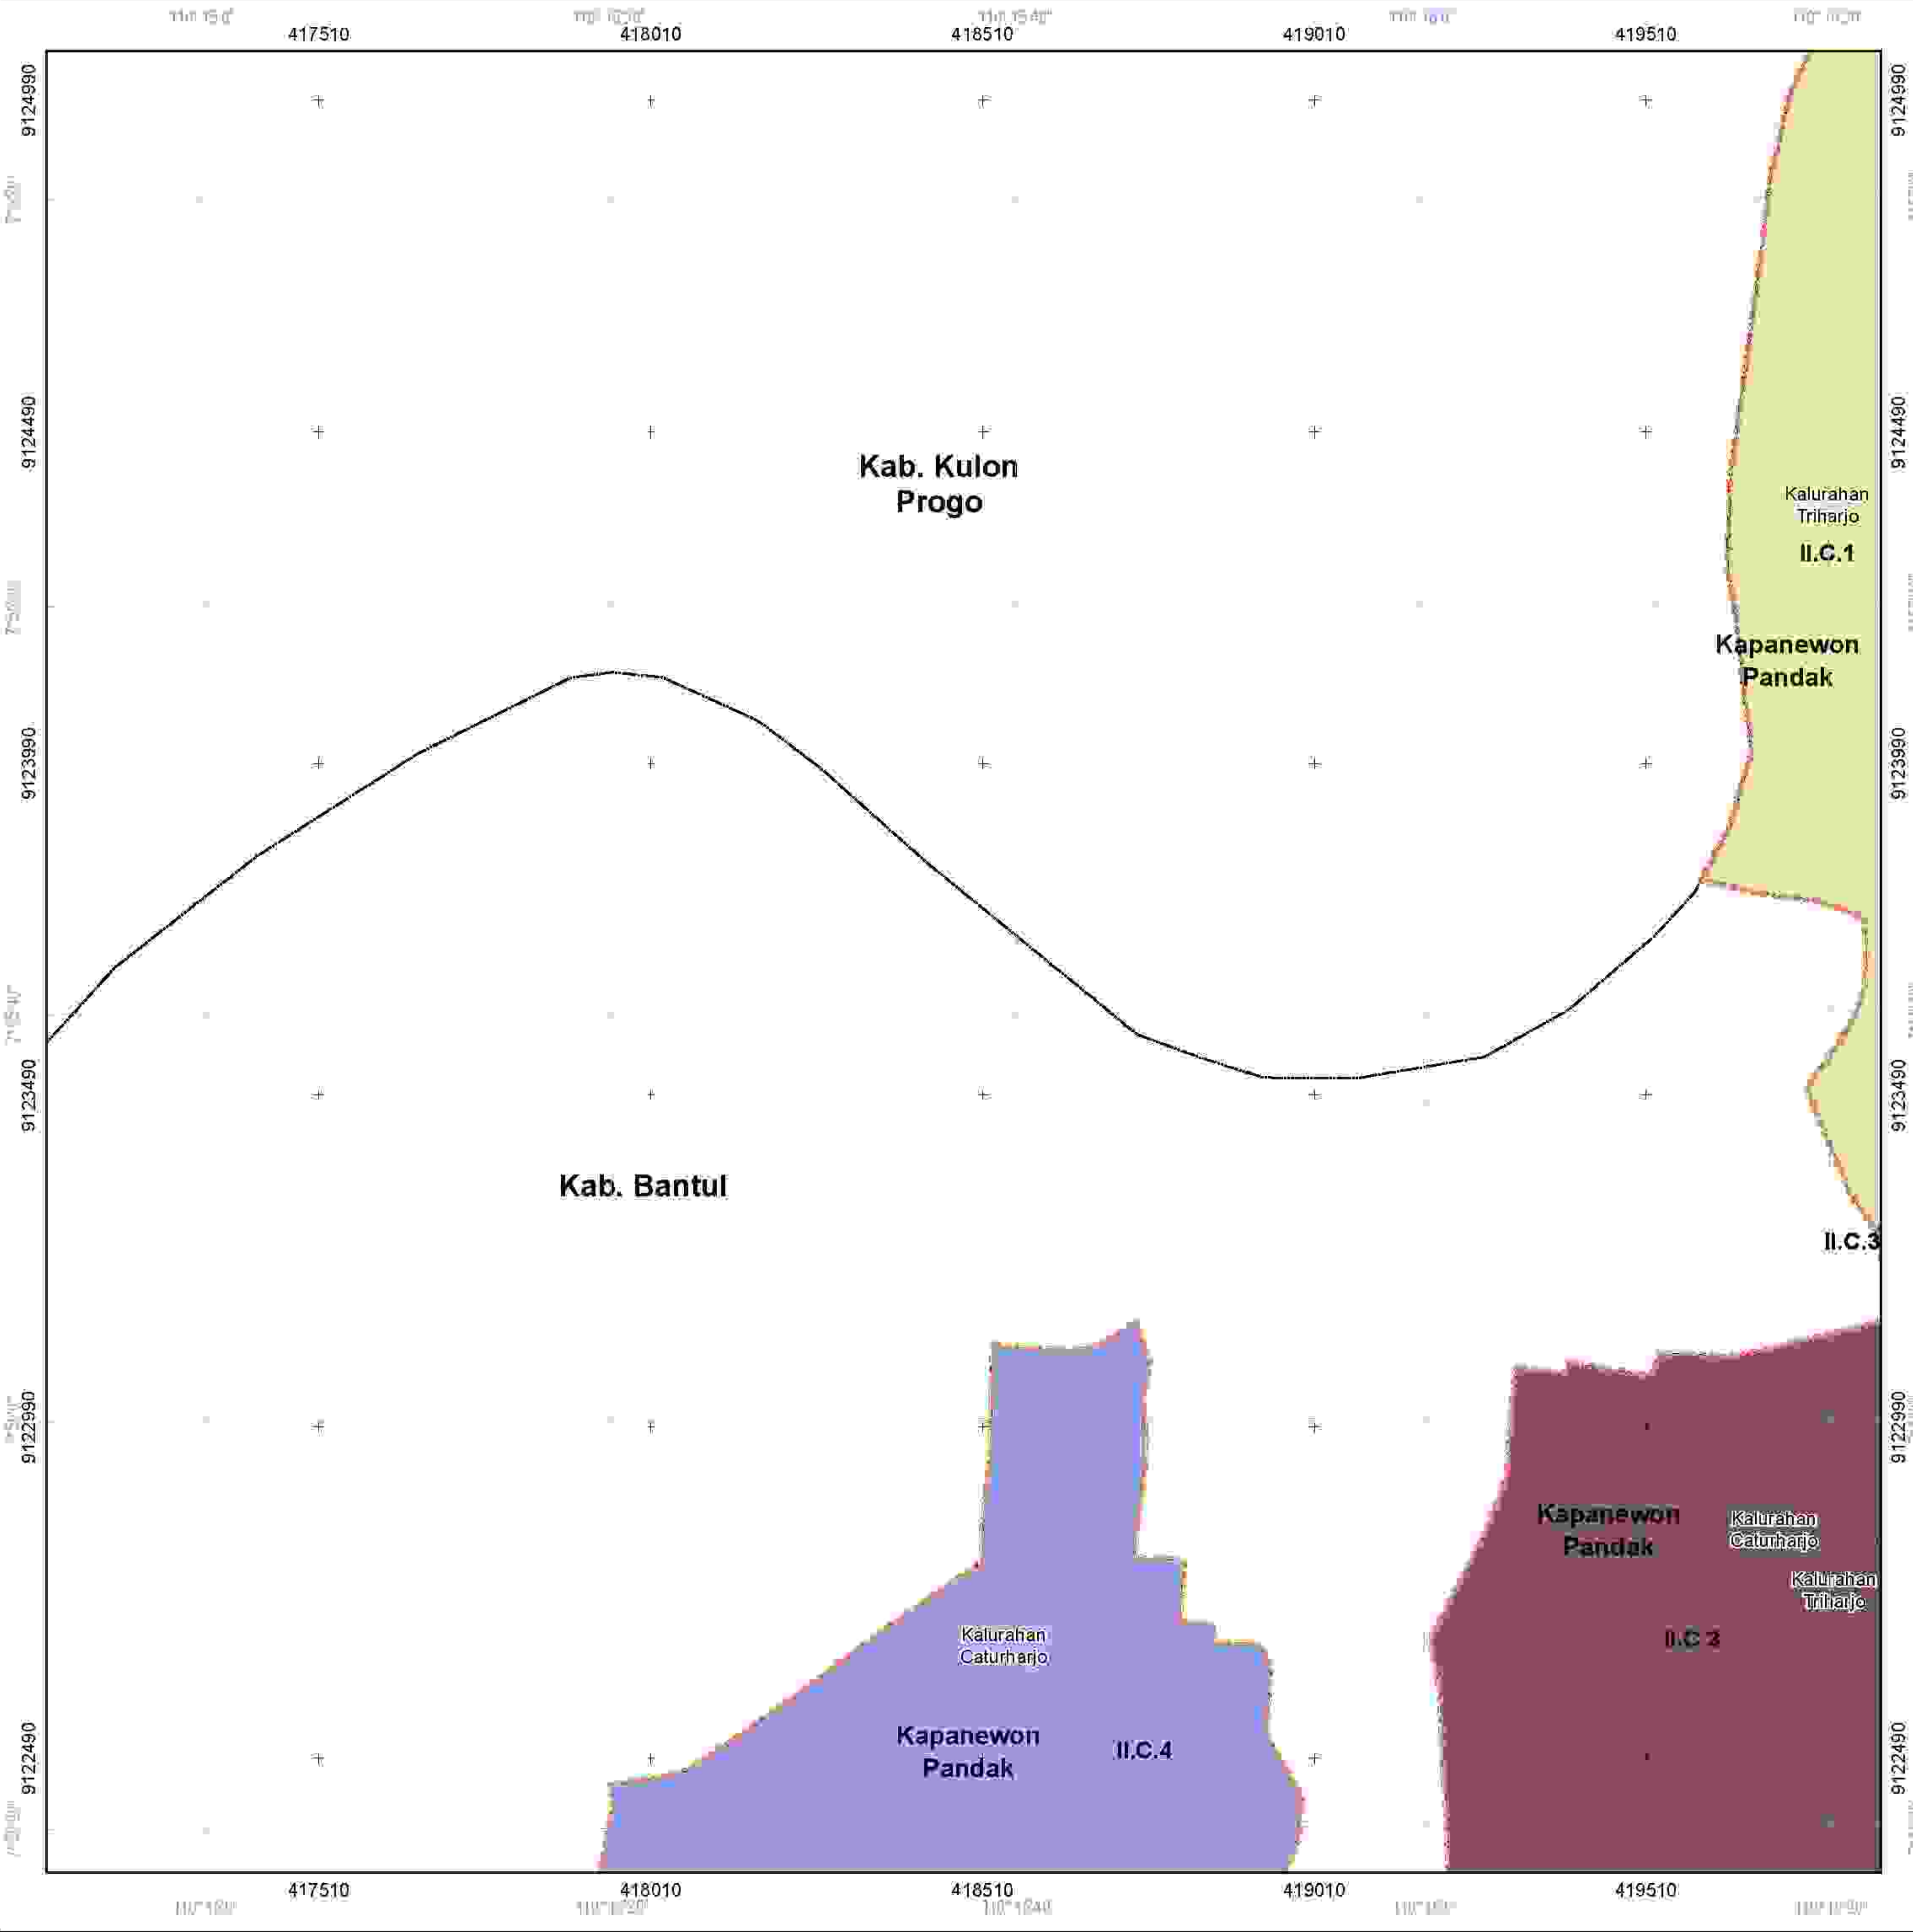 417510 418010 418510 419010 419510
9124990 9124990
9124490 9124490
Kab. Kulon
Progo
Kalurahan
Triharjo
II.C.1
Kapanewon
Pandak
9123990 9123990
9123490 9123490
Kab. Bantul
II.C.3
9122990 9122990
Kapanewon
Pandak
Kalurahan
Caturharjo
Kalurahan
Triharjo
Kalurahan
Caturharjo
Kapanewon
Pandak
II.C.4
9122490 9122490
417510 418010 418510 419010 419510